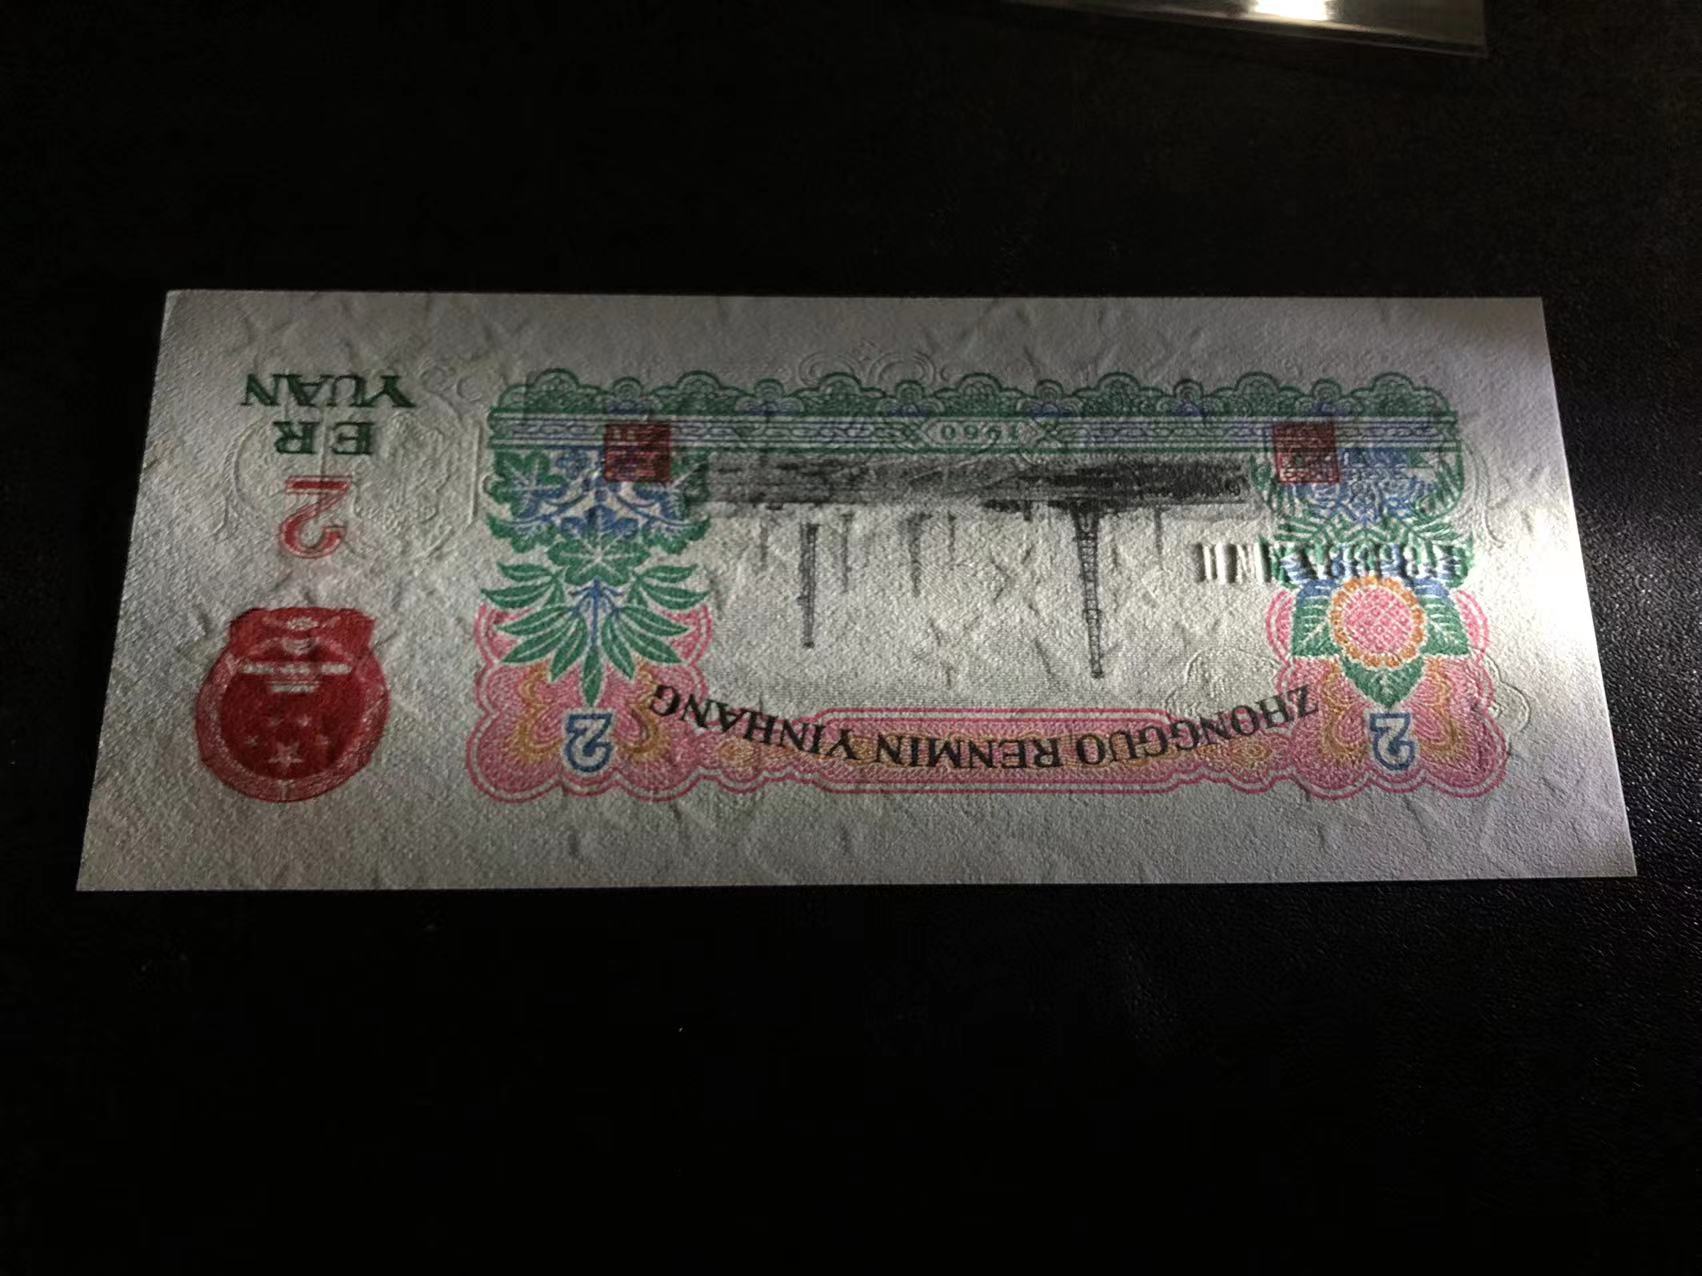 ZHONGGUO RENMIN YINHANG
2
2
2
ER
YUAN
1960